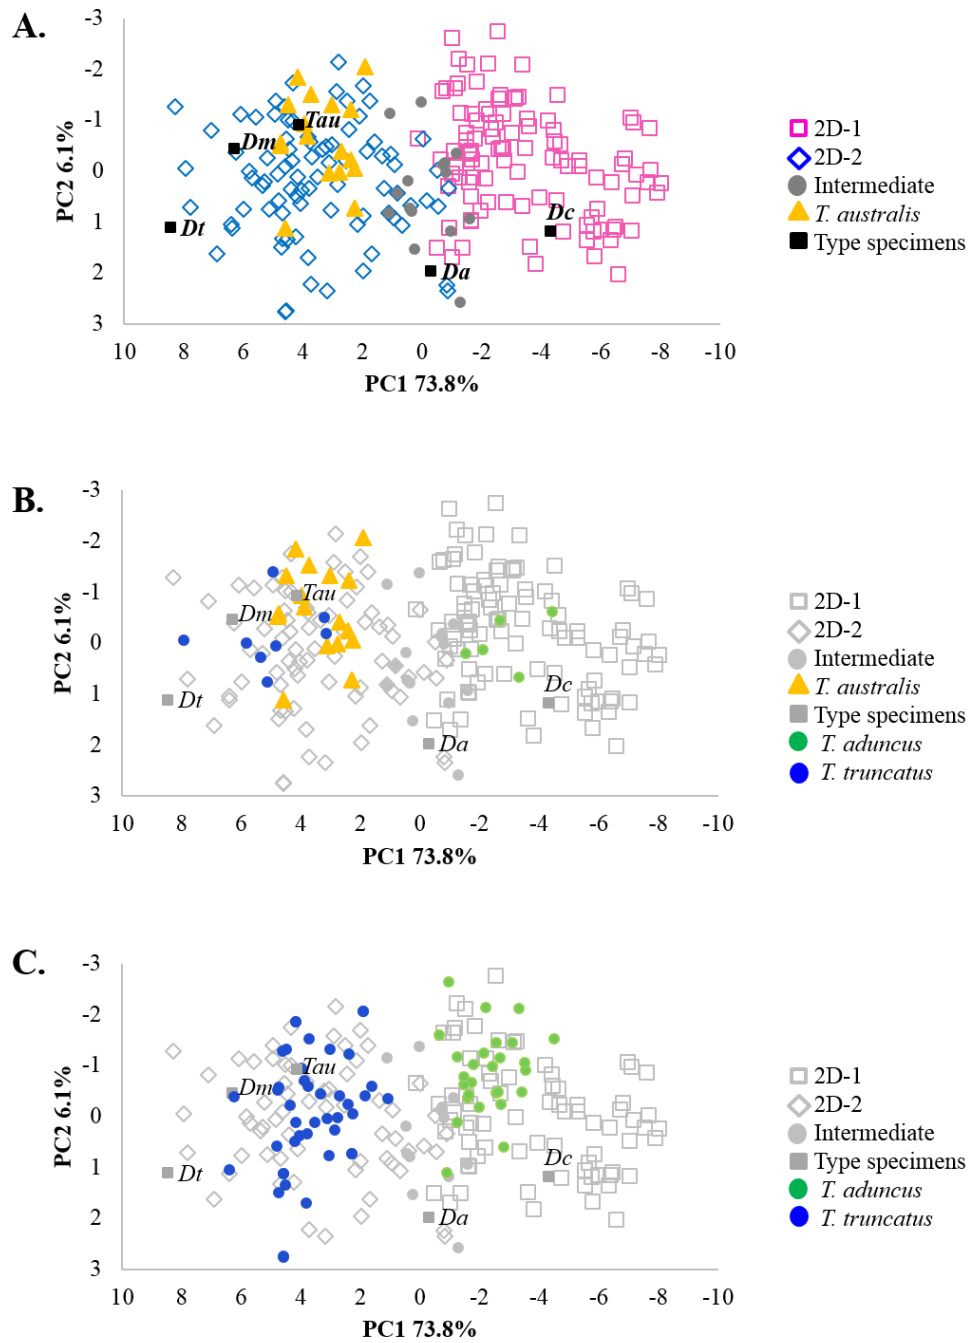 A.
-3
-2
-1
0
1
2
3
PC2 6.1%
10 8 6 4 2 0 -2 -4 -6 -8 -10
PC1 73.8%
Tau
Dm
Dt
Dc
Da
2D-1
2D-2
Intermediate
T. australis
Type specimens
B.
-3
-2
-1
0
1
2
3
PC2 6.1%
10 8 6 4 2 0 -2 -4 -6 -8 -10
PC1 73.8%
Tau
Dm
Dt
Dc
Da
2D-1
2D-2
Intermediate
T. australis
Type specimens
T. aduncus
T. truncatus
C.
-3
-2
-1
0
1
2
3
PC2 6.1%
10 8 6 4 2 0 -2 -4 -6 -8 -10
PC1 73.8%
Tau
Dm
Dt
Dc
Da
2D-1
2D-2
Intermediate
Type specimens
T. aduncus
T. truncatus